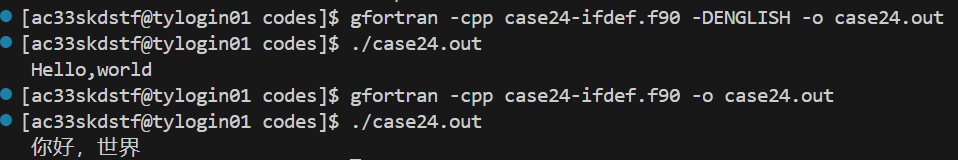 [ac33skdstf@tylogin01 codes]$ gfortran -cpp case24-ifdef.f90 -DENGLISH -o case24.out
[ac33skdstf@tylogin01 codes]$ ./case24.out
Hello,world
[ac33skdstf@tylogin01 codes]$ gfortran -cpp case24-ifdef.f90 -o case24.out
[ac33skdstf@tylogin01 codes]$ ./case24.out
你好，世界